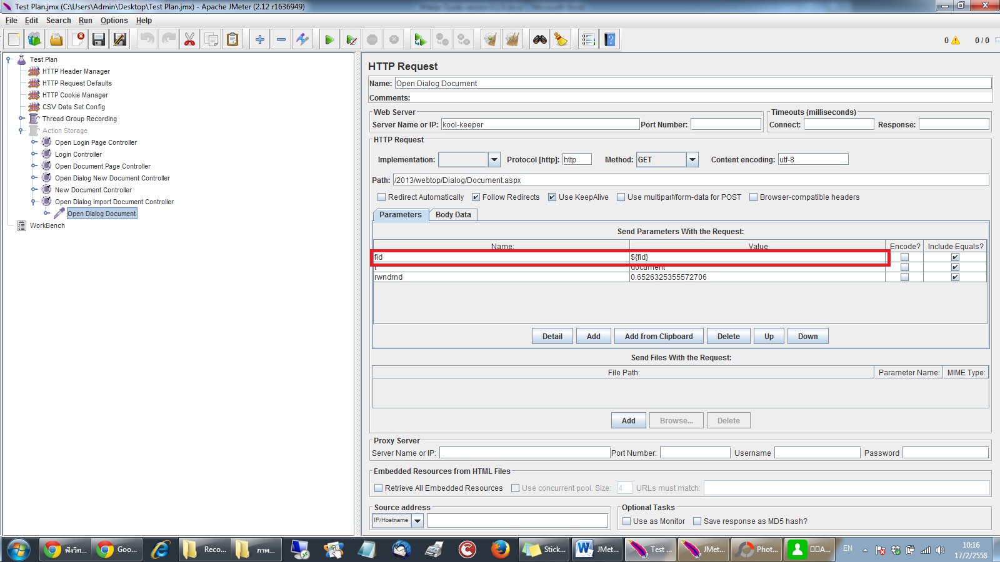 Test Plan.jmx (C:\Users\Admin\Desktop\Test Plan.jmx) - Apache JMeter (2.12 r1636949)
File Edit Search Run Options Help
0 0 / 0
Test Plan
HTTP Header Manager
HTTP Request Defaults
HTTP Cookie Manager
CSV Data Set Config
Thread Group Recording
Action Storage
Open Login Page Controller
Login Controller
Open Document Page Controller
Open Dialog New Document Controller
New Document Controller
Open Dialog import Document Controller
Open Dialog Document
WorkBench
HTTP Request
Name: Open Dialog Document
Comments:
Web Server
Server Name or IP: kool-keeper Port Number:
Timeouts (milliseconds)
Connect: Response:
HTTP Request
Implementation: Protocol [http]: http Method: GET Content encoding: utf-8
Path: /2013/webtop/Dialog/Document.aspx
Redirect Automatically Follow Redirects Use KeepAlive Use multipart/form-data for POST Browser-compatible headers
Parameters Body Data
Send Parameters With the Request:
Name: Value Encode? Include Equals?
fid ${fid}
t document
rwndrnd 0.6526325355572706
Detail Add Add from Clipboard Delete Up Down
Send Files With the Request:
File Path: Parameter Name: MIME Type:
Add Browse... Delete
Proxy Server
Server Name or IP: Port Number: Username Password
Embedded Resources from HTML Files
Retrieve All Embedded Resources Use concurrent pool. Size: 4 URLs must match:
Source address
IP/Hostname
Optional Tasks
Use as Monitor Save response as MD5 hash?
ฟังวิท... Goo... Reco... ภาพ... Stick... JMet... Test ... JMet... Phot... A... EN 10:16
17/2/2558